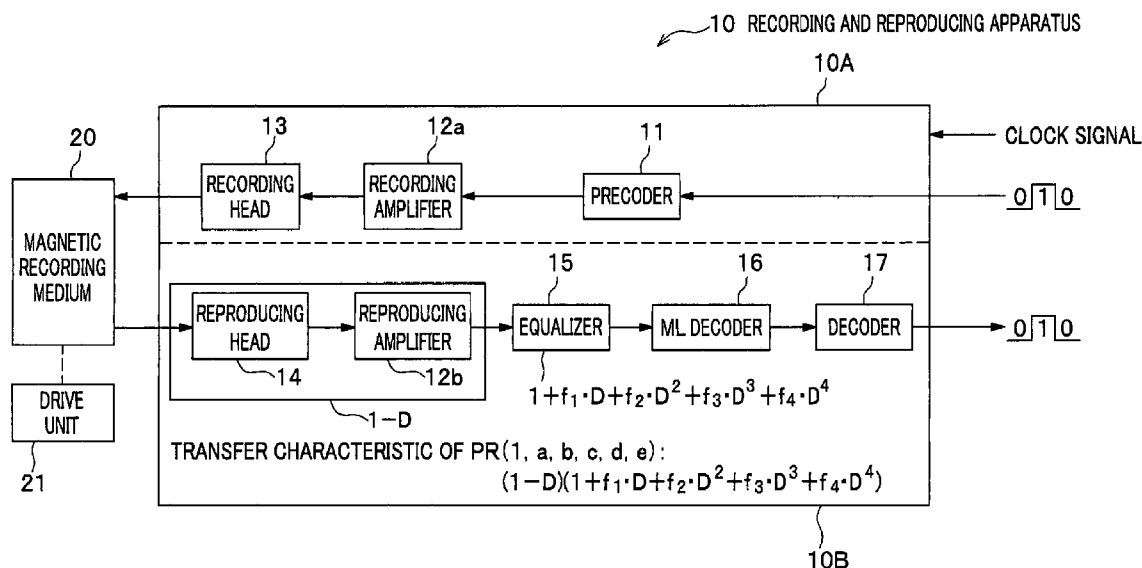 10 RECORDING AND REPRODUCING APPARATUS
10A
20
13
12a
11
CLOCK SIGNAL
RECORDING HEAD
RECORDING AMPLIFIER
PRECODER
0 1 0
MAGNETIC RECORDING MEDIUM
15
16
17
REPRODUCING HEAD
REPRODUCING AMPLIFIER
EQUALIZER
ML DECODER
DECODER
0 1 0
14
12b
1+f₁·D+f₂·D²+f₃·D³+f₄·D⁴
DRIVE UNIT
1-D
21
TRANSFER CHARACTERISTIC OF PR(1, a, b, c, d, e):
(1-D)(1+f₁·D+f₂·D²+f₃·D³+f₄·D⁴)
10B